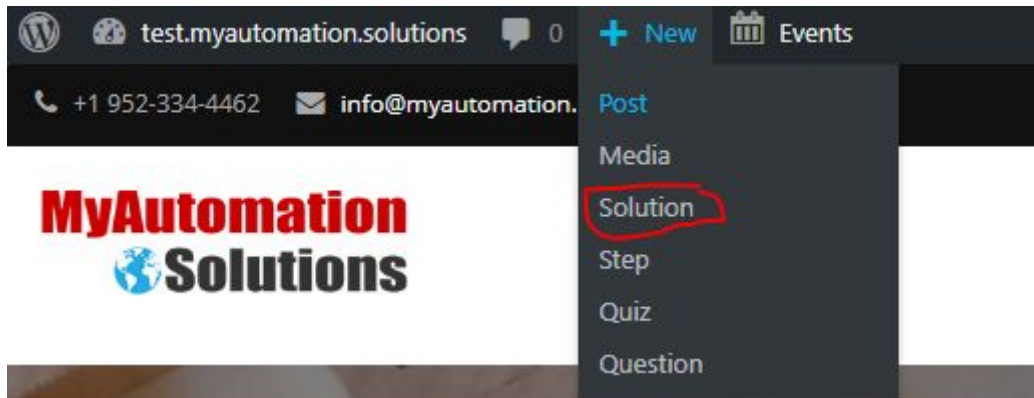 test.myautomation.solutions 0 + New Events
+1 952-334-4462 info@myautomation.
Post
Media
MyAutomation
Solutions
Solution
Step
Quiz
Question